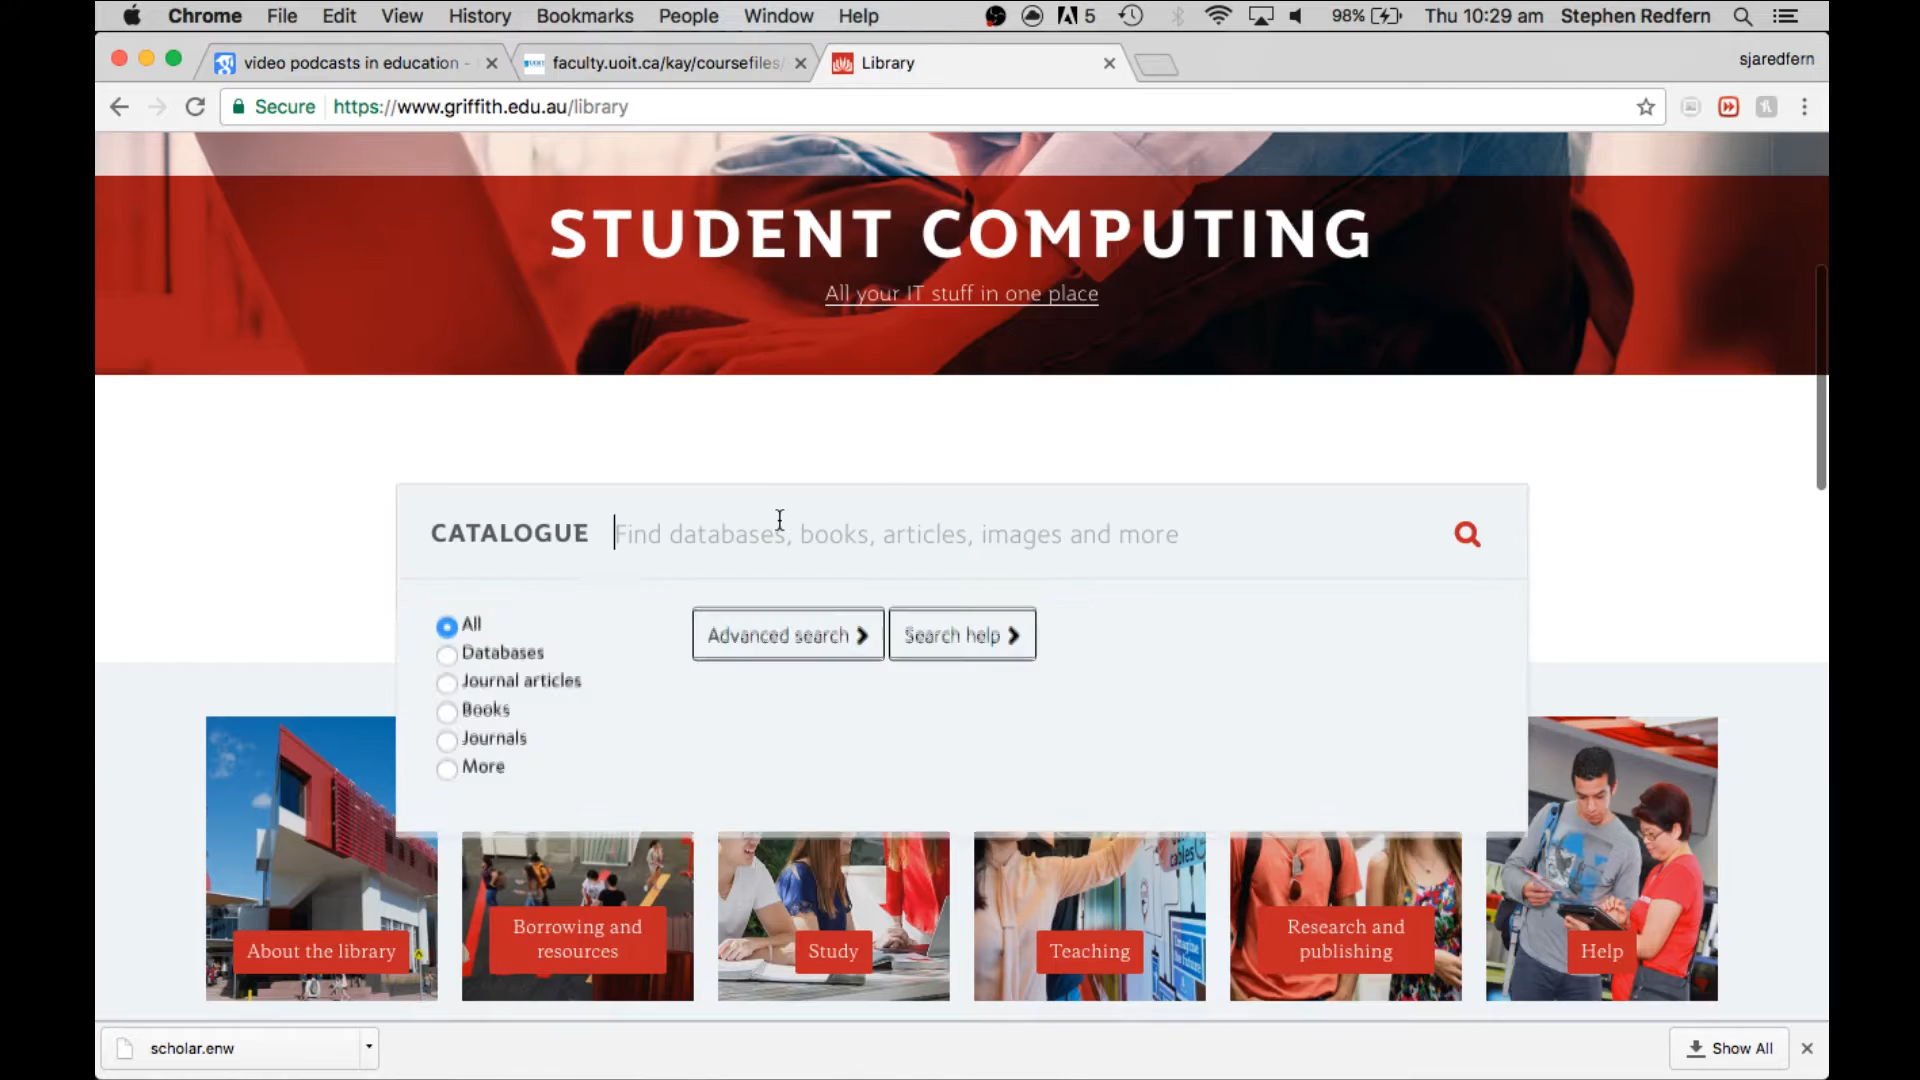 Chrome File Edit View History Bookmarks People Window Help 5 98% Thu 10:29 am Stephen Redfern
video podcasts in education -
faculty.uoit.ca/kay/coursefiles/
Library
sjaredfern
Secure https://www.griffith.edu.au/library
STUDENT COMPUTING
All your IT stuff in one place
CATALOGUE Find databases, books, articles, images and more
All
Databases
Journal articles
Books
Journals
More
Advanced search
Search help
cables
About the library
Borrowing and
resources
Study
Teaching
Research and
publishing
Help
scholar.enw
Show All